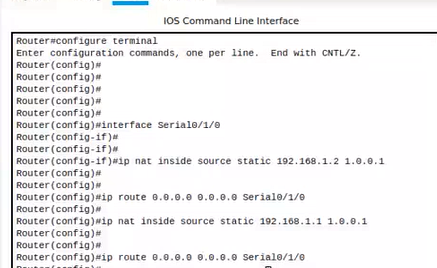 IOS Command Line Interface
Router#configure terminal
Enter configuration commands, one per line.  End with CNTL/Z.
Router(config)#
Router(config)#
Router(config)#
Router(config)#
Router(config)#
Router(config)#interface Serial0/1/0
Router(config-if)#
Router(config-if)#
Router(config-if)#ip nat inside source static 192.168.1.2 1.0.0.1
Router(config)#
Router(config)#
Router(config)#ip route 0.0.0.0 0.0.0.0 Serial0/1/0
Router(config)#
Router(config)#ip nat inside source static 192.168.1.1 1.0.0.1
Router(config)#
Router(config)#
Router(config)#ip route 0.0.0.0 0.0.0.0 Serial0/1/0